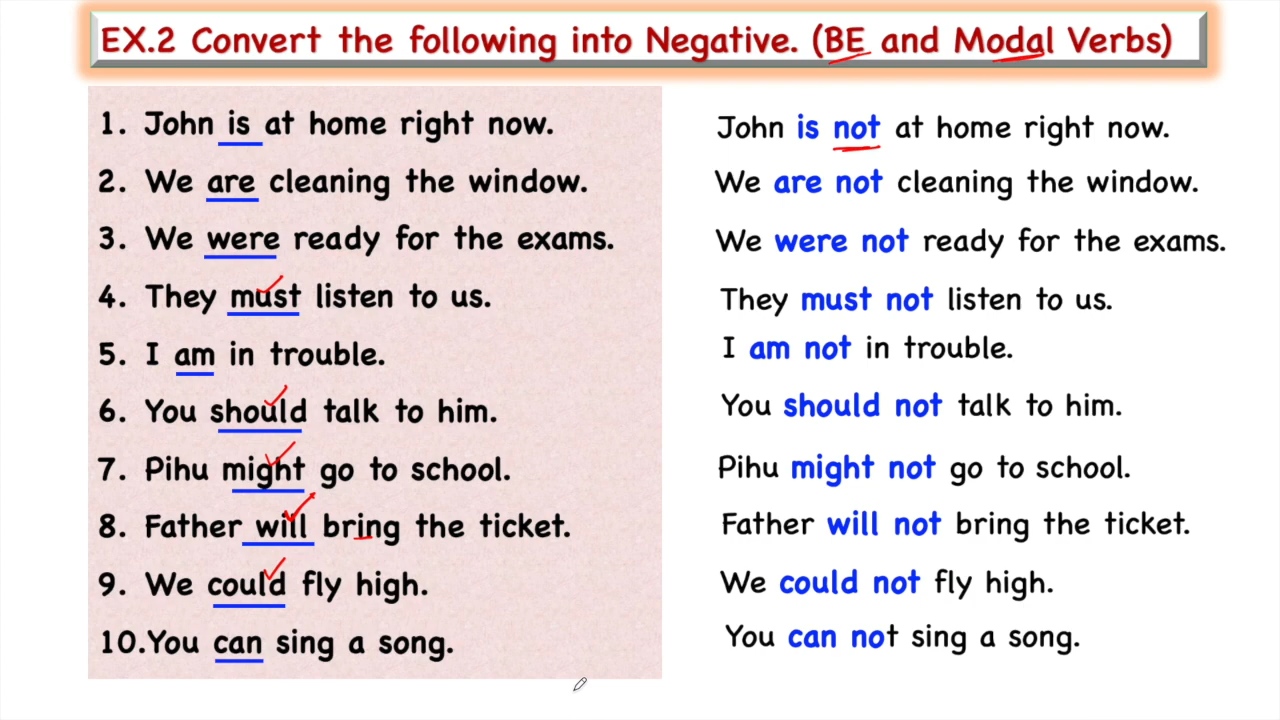 EX.2 Convert the following into Negative. (BE and Modal Verbs)
1. John is at home right now.
2. We are cleaning the window.
3. We were ready for the exams.
4. They must listen to us.
5. I am in trouble.
6. You should talk to him.
7. Pihu might go to school.
8. Father will bring the ticket.
9. We could fly high.
10.You can sing a song.
John is not at home right now.
We are not cleaning the window.
We were not ready for the exams.
They must not listen to us.
I am not in trouble.
You should not talk to him.
Pihu might not go to school.
Father will not bring the ticket.
We could not fly high.
You can not sing a song.